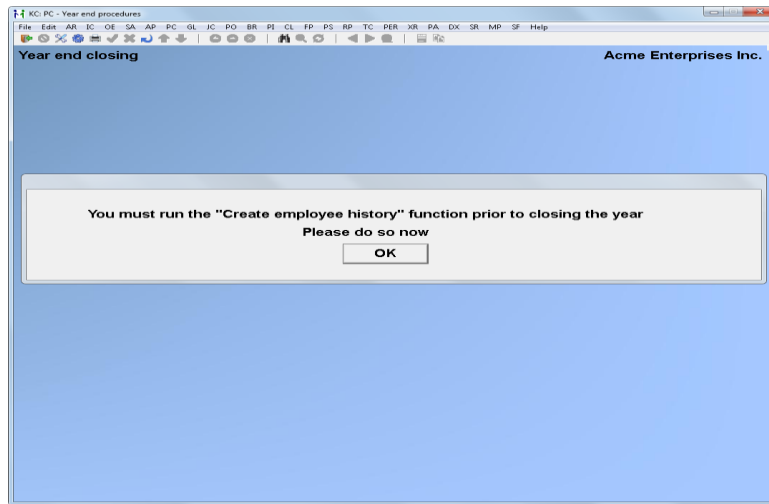 KC: PC - Year end procedures
File Edit AR IC OE SA AP PC GL JC PO BR PI CL FP PS RP TC PER XR PA DX SR MP SF Help
Year end closing
Acme Enterprises Inc.
You must run the "Create employee history" function prior to closing the year
Please do so now
OK